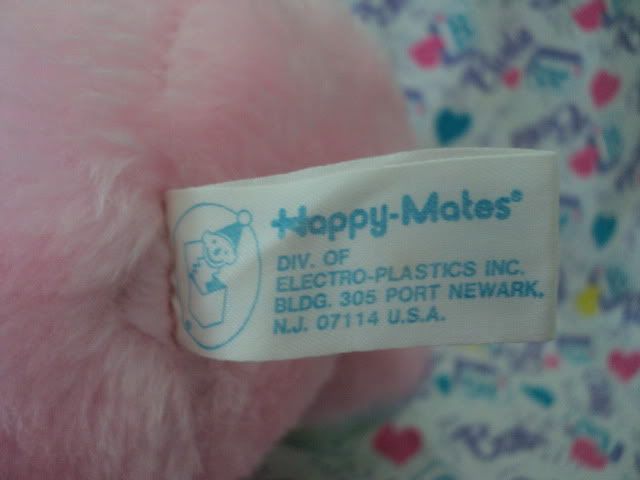 Happy-Mates®
DIV. OF
ELECTRO-PLASTICS INC.
BLDG. 305 PORT NEWARK,
N.J. 07114 U.S.A.